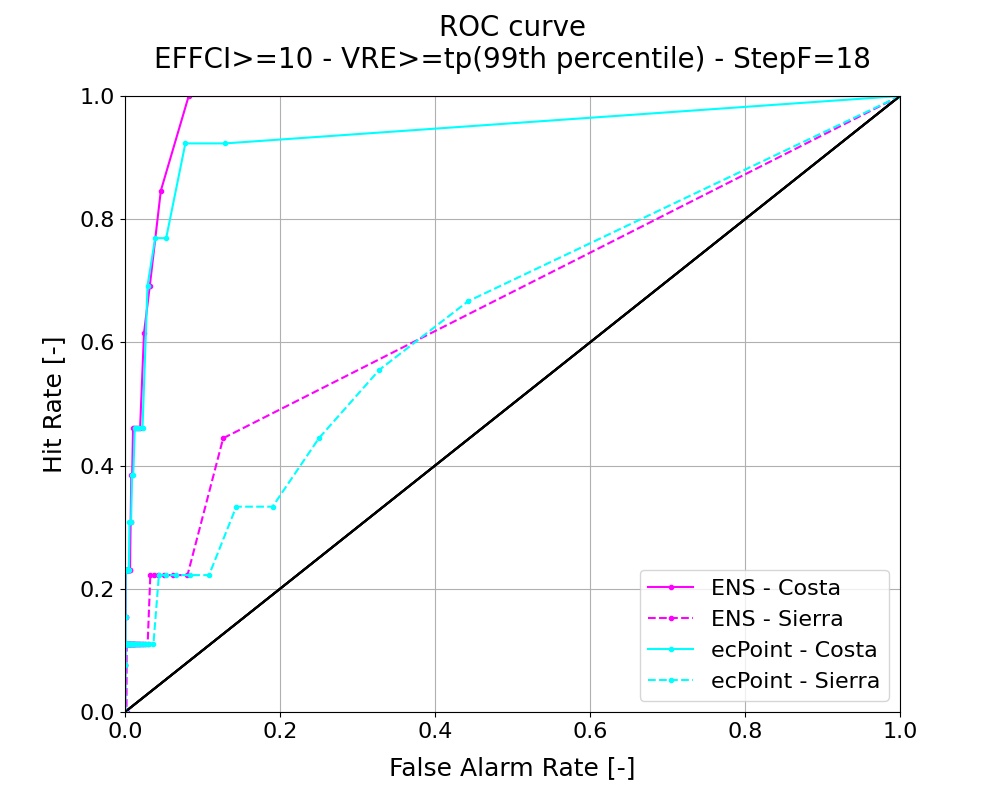 ROC curve
EFFCI>=10 - VRE>=tp(99th percentile) - StepF=18
1.0
0.8
0.6
0.4
0.2
0.0
Hit Rate [-]
0.0 0.2 0.4 0.6 0.8 1.0
False Alarm Rate [-]
ENS - Costa
ENS - Sierra
ecPoint - Costa
ecPoint - Sierra